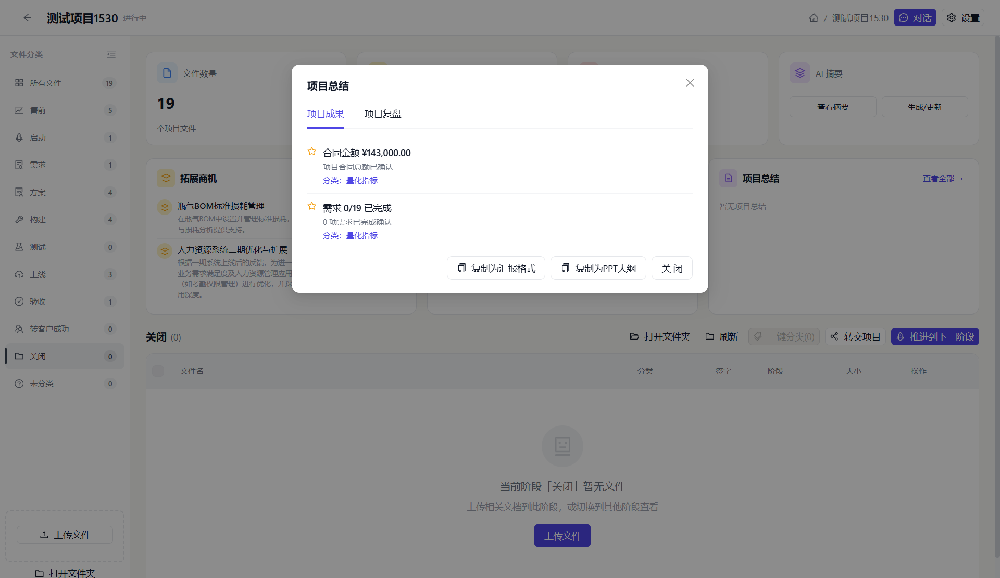 测试项目1530 进行中
/ 测试项目1530 对话 设置
文件分类
所有文件 19
售前 5
启动 1
需求 1
方案 4
构建 4
测试 0
上线 3
验收 1
转客户成功 0
关闭 0
未分类 0
上传文件
打开文件夹
文件数量
19
个项目文件
AI 摘要
查看摘要 生成/更新
拓展商机
瓶气BOM标准损耗管理
在瓶气BOM中设置并管理标准损耗,
与损耗分析提供支持。
人力资源系统二期优化与扩展
根据一期系统上线后的反馈，为进一
业务需求满足度及人力资源管理应用
（如考勤权限管理）进行优化，并探
用深度。
项目总结 查看全部 →
暂无项目总结
项目总结
项目成果 项目复盘
合同金额 ¥143,000.00
项目合同总额已确认
分类：量化指标
需求 0/19 已完成
0 项需求已完成确认
分类：量化指标
复制为汇报格式 复制为PPT大纲 关 闭
关闭 (0) 打开文件夹 刷新 一键分类(0) 转交项目 推进到下一阶段
文件名 分类 签字 阶段 大小 操作
当前阶段「关闭」暂无文件
上传相关文档到此阶段，或切换到其他阶段查看
上传文件